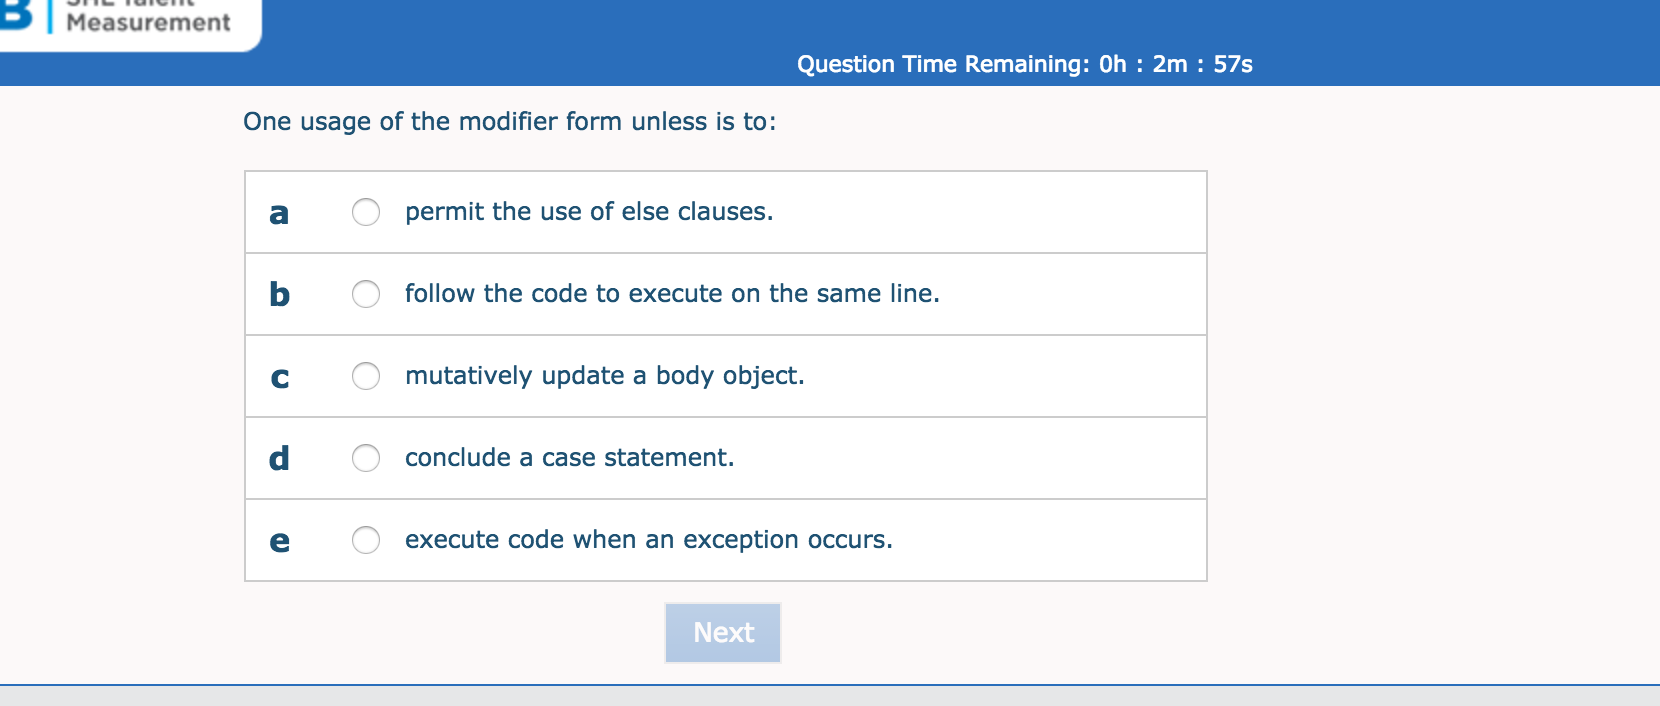 B
Talent
Measurement
Question Time Remaining: 0h : 2m : 57s
One usage of the modifier form unless is to:
a permit the use of else clauses.
b follow the code to execute on the same line.
c mutatively update a body object.
d conclude a case statement.
e execute code when an exception occurs.
Next